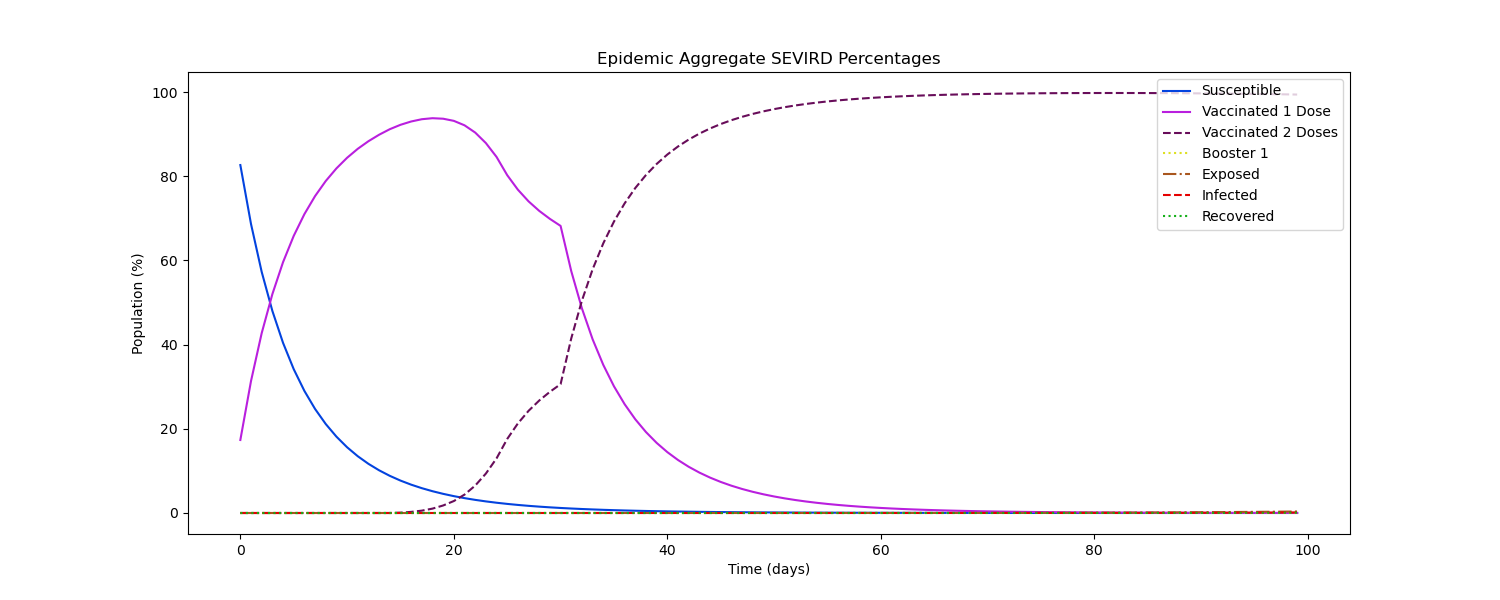 Epidemic Aggregate SEVIRD Percentages
Population (%)
100
80
60
40
20
0
Susceptible
Vaccinated 1 Dose
Vaccinated 2 Doses
Booster 1
Exposed
Infected
Recovered
0 20 40 60 80 100
Time (days)